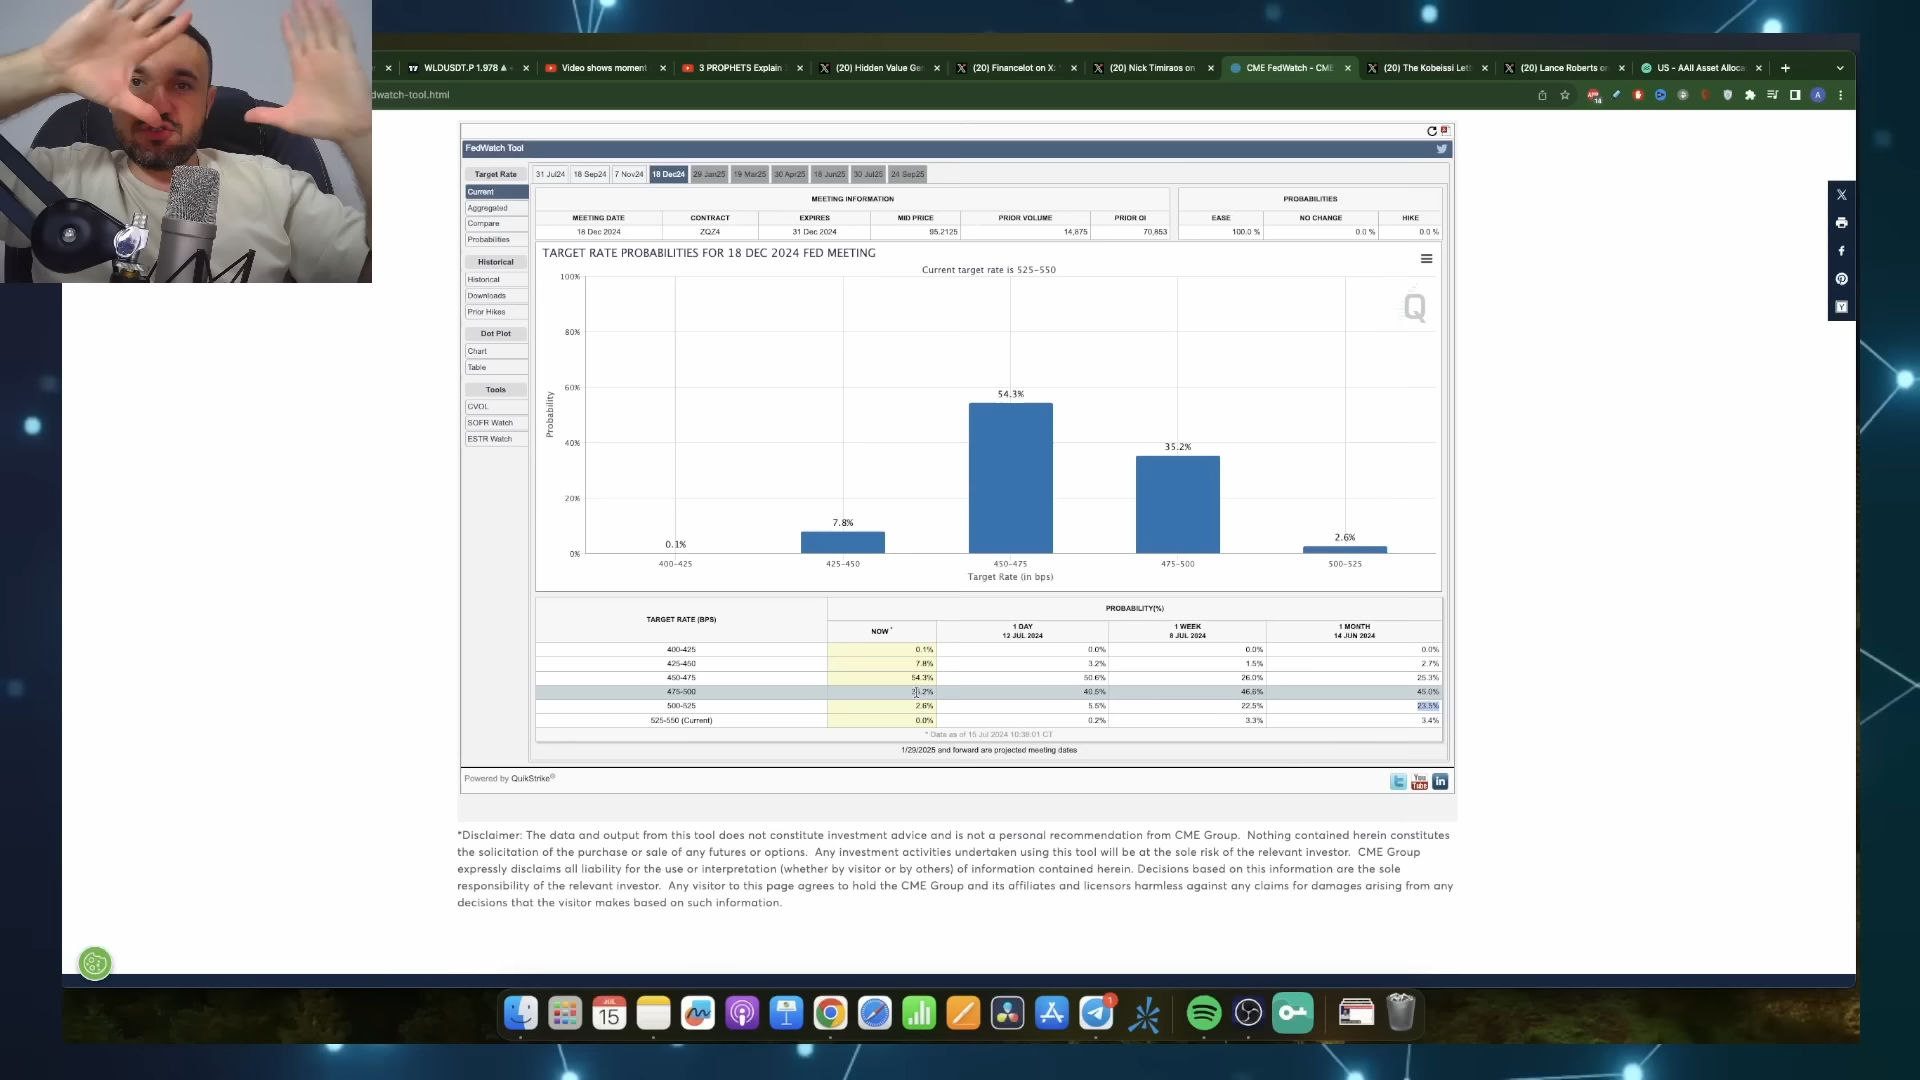 WLDUSDT.P 1.978
Video shows moment
3 PROPHETS Explain
(20) Hidden Value Ge
(20) Financelot on X:
(20) Nick Timiraos on
CME FedWatch - CME
(20) The Kobeissi Lett
(20) Lance Roberts on
US - AAII Asset Alloca
dwatch-tool.html
FedWatch Tool
Target Rate
Current
Aggregated
Compare
Probabilities
Historical
Historical
Downloads
Prior Hikes
Dot Plot
Chart
Table
Tools
CVOL
SOFR Watch
ESTR Watch
31 Jul24 18 Sep24 7 Nov24 18 Dec24 29 Jan25 19 Mar25 30 Apr25 18 Jun25 30 Jul25 24 Sep25
MEETING INFORMATION
MEETING DATE CONTRACT EXPIRES MID PRICE PRIOR VOLUME PRIOR OI
18 Dec 2024 ZQZ4 31 Dec 2024 95.2125 14,875 70,853
PROBABILITIES
EASE NO CHANGE HIKE
100.0 % 0.0 % 0.0 %
TARGET RATE PROBABILITIES FOR 18 DEC 2024 FED MEETING
Current target rate is 525-550
Probability
100%
80%
60%
40%
20%
0%
0.1%
7.8%
54.3%
35.2%
2.6%
400-425 425-450 450-475 475-500 500-525
Target Rate (in bps)
Q
TARGET RATE (BPS) PROBABILITY(%)
NOW * 1 DAY 1 WEEK 1 MONTH
12 JUL 2024 8 JUL 2024 14 JUN 2024
400-425 0.1% 0.0% 0.0% 0.0%
425-450 7.8% 3.2% 1.5% 2.7%
450-475 54.3% 50.6% 26.0% 25.3%
475-500 40.5% 46.6% 45.0%
500-525 2.6% 5.5% 22.5% 23.5%
525-550 (Current) 0.0% 0.2% 3.3% 3.4%
* Data as of 15 Jul 2024 10:38:01 CT
1/29/2025 and forward are projected meeting dates
Powered by QuikStrike®
You Tube in
*Disclaimer: The data and output from this tool does not constitute investment advice and is not a personal recommendation from CME Group. Nothing contained herein constitutes
the solicitation of the purchase or sale of any futures or options. Any investment activities undertaken using this tool will be at the sole risk of the relevant investor. CME Group
expressly disclaims all liability for the use or interpretation (whether by visitor or by others) of information contained herein. Decisions based on this information are the sole
responsibility of the relevant investor. Any visitor to this page agrees to hold the CME Group and its affiliates and licensors harmless against any claims for damages arising from any
decisions that the visitor makes based on such information.
JUL
15
1